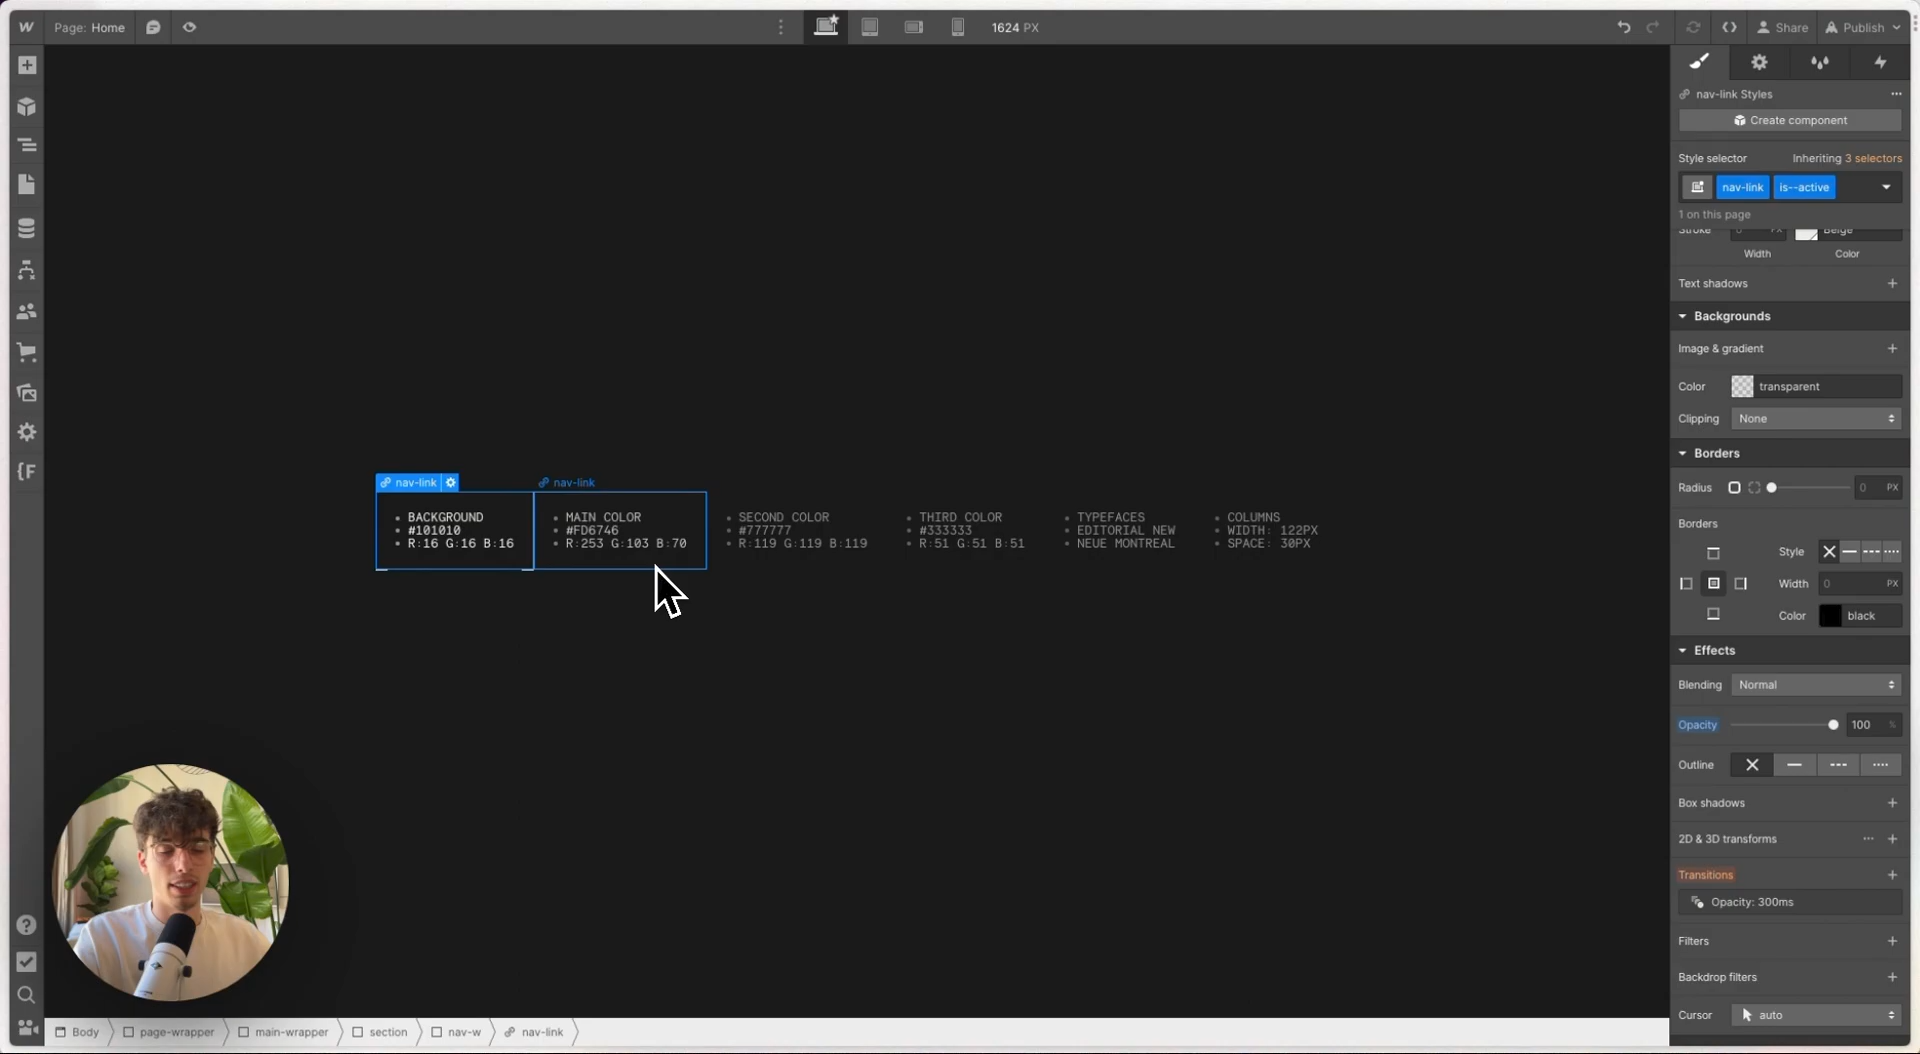 Page: Home
1624 PX
Share
Publish
nav-link Styles
Create component
Style selector
Inheriting 3 selectors
nav-link
is--active
1 on this page
Stroke 0 PX Beige
Width Color
Text shadows
Backgrounds
Image & gradient
Color transparent
Clipping None
Borders
Radius 0 PX
Borders
Style
Width 0 PX
Color black
Effects
Blending Normal
Opacity 100 %
Outline
Box shadows
2D & 3D transforms
Transitions
Opacity: 300ms
Filters
Backdrop filters
Cursor auto
nav-link
nav-link
BACKGROUND
#101010
R:16 G:16 B:16
MAIN COLOR
#FD6746
R:253 G:103 B:70
SECOND COLOR
#777777
R:119 G:119 B:119
THIRD COLOR
#333333
R:51 G:51 B:51
TYPEFACES
EDITORIAL NEW
NEUE MONTREAL
COLUMNS
WIDTH: 122PX
SPACE: 30PX
Body page-wrapper main-wrapper section nav-w nav-link